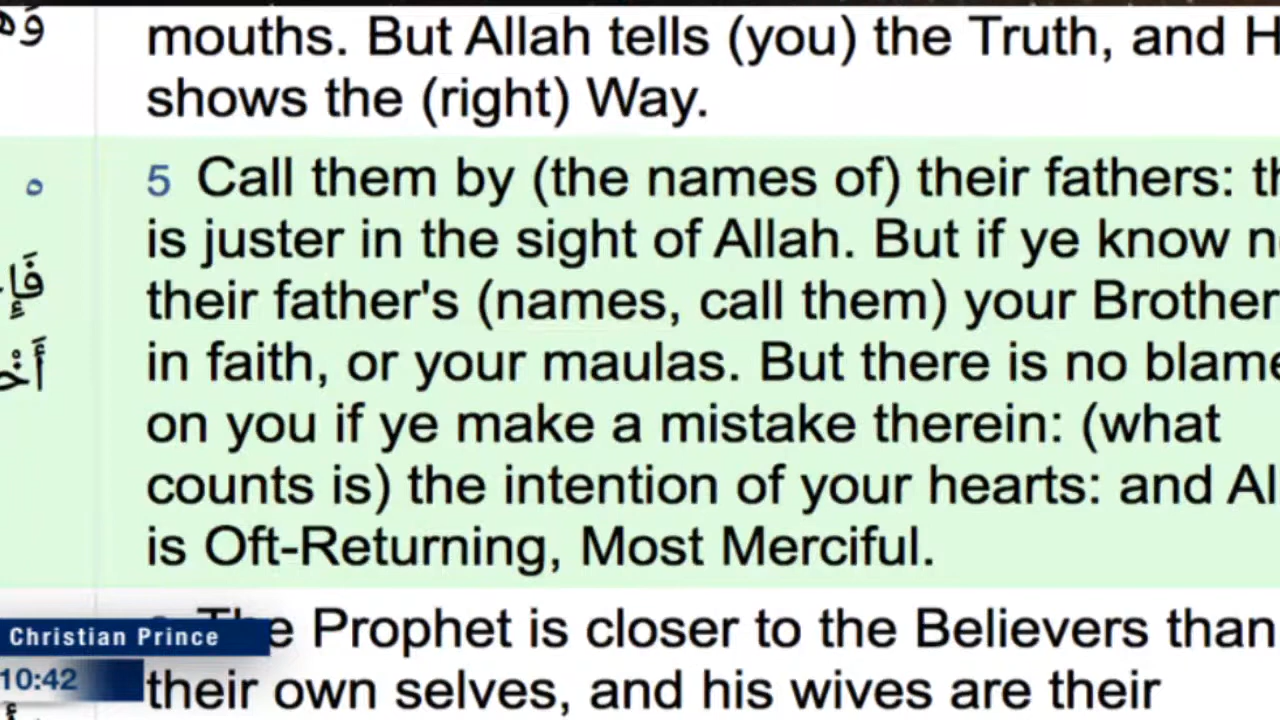 mouths. But Allah tells (you) the Truth, and H
shows the (right) Way.
5 Call them by (the names of) their fathers: th
is juster in the sight of Allah. But if ye know n
their father's (names, call them) your Brother
in faith, or your maulas. But there is no blame
on you if ye make a mistake therein: (what
counts is) the intention of your hearts: and Al
is Oft-Returning, Most Merciful.
The Prophet is closer to the Believers than
their own selves, and his wives are their
٥
Christian Prince
10:42